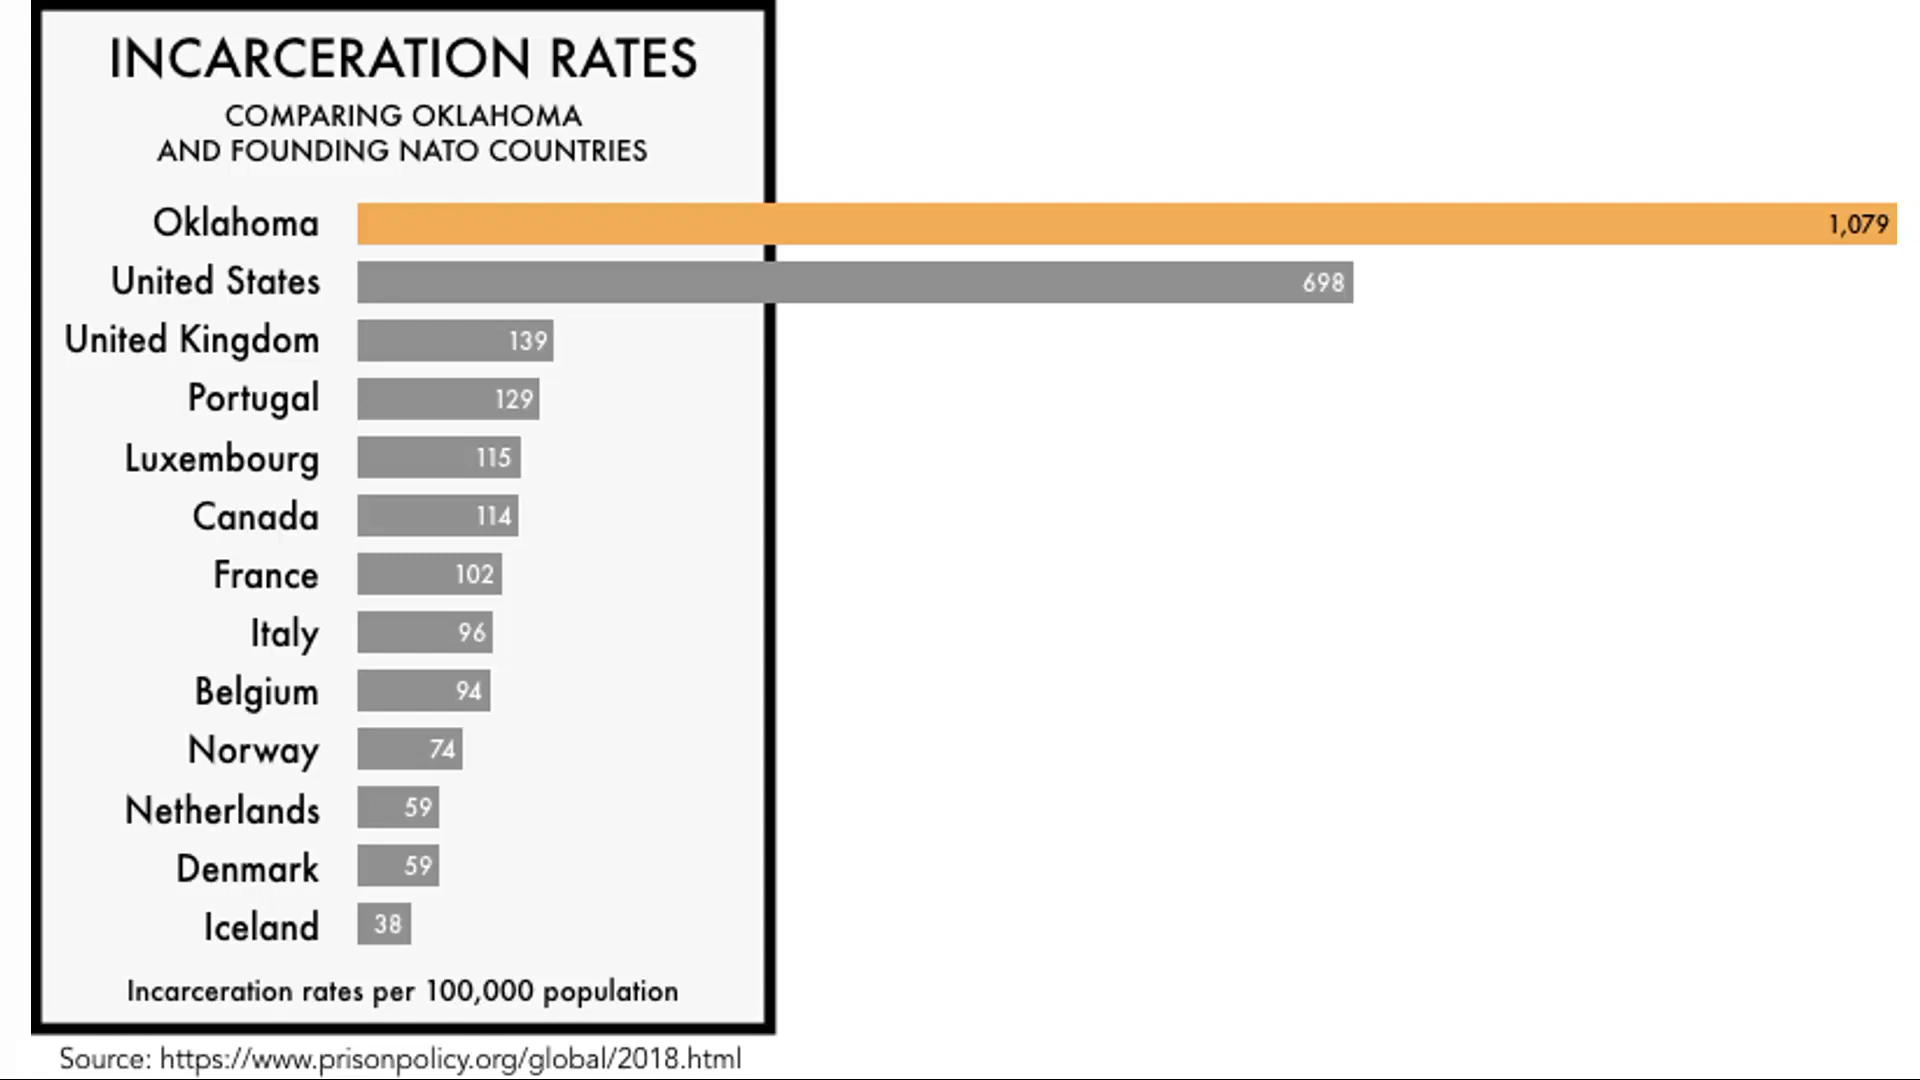 INCARCERATION RATES
COMPARING OKLAHOMA
AND FOUNDING NATO COUNTRIES
Oklahoma 1,079
United States 698
United Kingdom 139
Portugal 129
Luxembourg 115
Canada 114
France 102
Italy 96
Belgium 94
Norway 74
Netherlands 59
Denmark 59
Iceland 38
Incarceration rates per 100,000 population
Source: https://www.prisonpolicy.org/global/2018.html